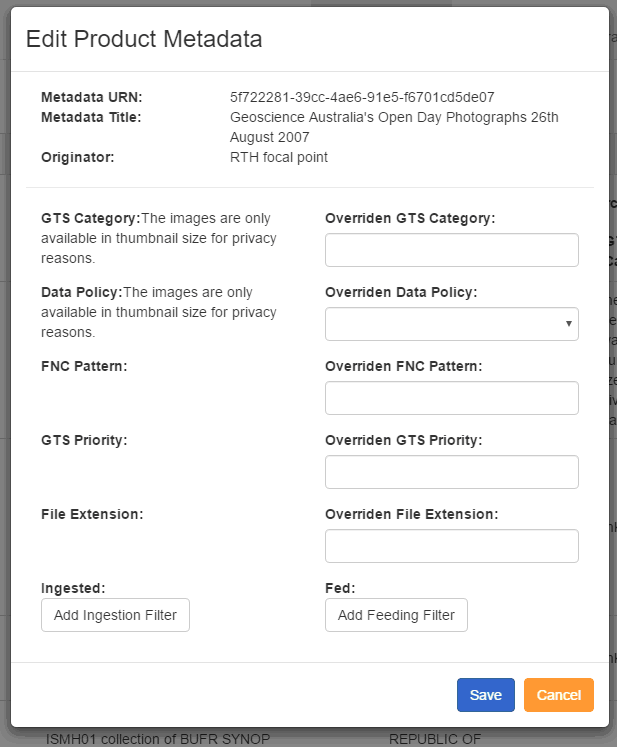 Edit Product Metadata
Metadata URN: 5f722281-39cc-4ae6-91e5-f6701cd5de07
Metadata Title: Geoscience Australia's Open Day Photographs 26th
August 2007
Originator: RTH focal point
GTS Category:The images are only
available in thumbnail size for privacy
reasons.
Overriden GTS Category:
Data Policy:The images are only
available in thumbnail size for privacy
reasons.
Overriden Data Policy:
FNC Pattern: Overriden FNC Pattern:
GTS Priority: Overriden GTS Priority:
File Extension: Overriden File Extension:
Ingested: Fed:
Add Ingestion Filter Add Feeding Filter
Save Cancel
ISMH01 collection of BUFR SYNOP REPUBLIC OF